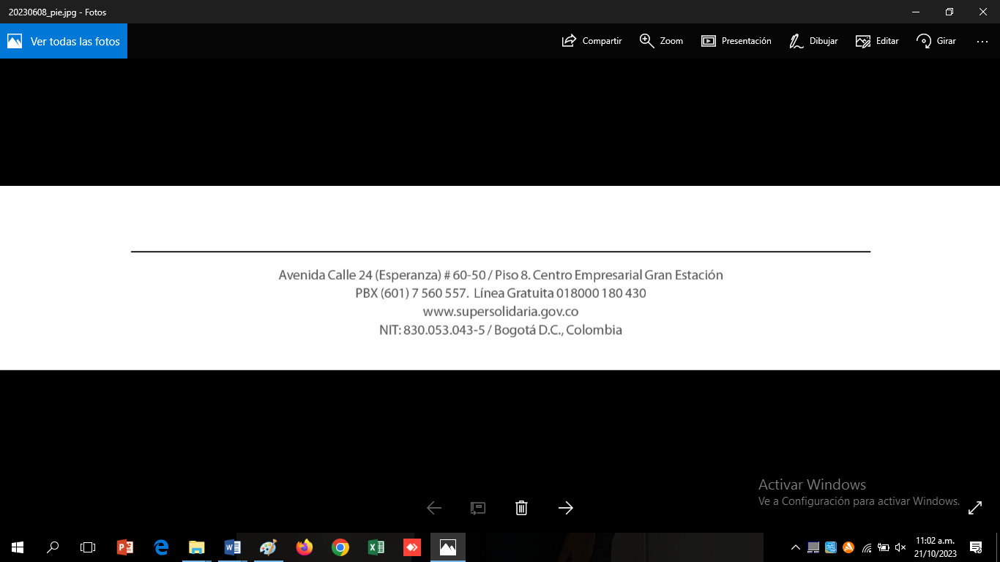 20230608_pie.jpg - Fotos
Ver todas las fotos
Compartir
Zoom
Presentación
Dibujar
Editar
Girar
Avenida Calle 24 (Esperanza) # 60-50 / Piso 8. Centro Empresarial Gran Estación
PBX (601) 7 560 557. Línea Gratuita 018000 180 430
www.supersolidaria.gov.co
NIT: 830.053.043-5 / Bogotá D.C., Colombia
Activar Windows
Ve a Configuración para activar Windows.
11:02 a.m.
21/10/2023